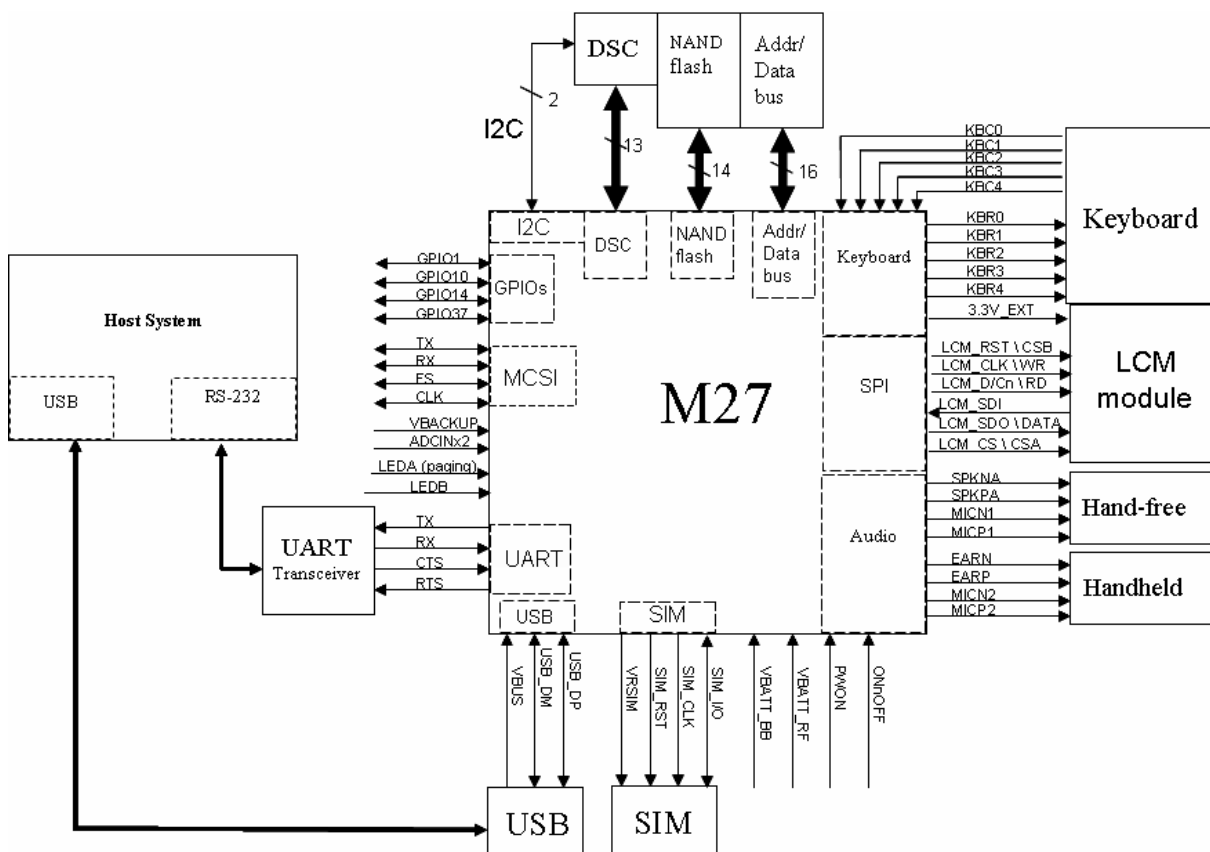 DSC
NAND
flash
Addr/
Data
bus
2
I2C
13
14
16
KBC0
KBC1
KBC2
KBC3
KBC4
Keyboard
KBR0
KBR1
KBR2
KBR3
KBR4
3.3V_EXT
I2C
DSC
NAND
flash
Addr/
Data
bus
Keyboard
GPIO1
GPIO10
GPIO14
GPIO37
GPIOs
Host System
USB
RS-232
TX
RX
FS
CLK
MCSI
M27
SPI
LCM_RST \ CSB
LCM_CLK \ WR
LCM_D/Cn \ RD
LCM_SDI
LCM_SDO \ DATA
LCM_CS \ CSA
LCM
module
VBACKUP
ADCINx2
LEDA (paging)
LEDB
SPKNA
SPKPA
MICN1
MICP1
Hand-free
Audio
UART
Transceiver
TX
RX
CTS
RTS
UART
EARN
EARP
MICN2
MICP2
Handheld
USB
SIM
VBUS
USB_DM
USB_DP
VRSIM
SIM_RST
SIM_CLK
SIM_I/O
VBATT_BB
VBATT_RF
PWON
ONnOFF
USB
SIM